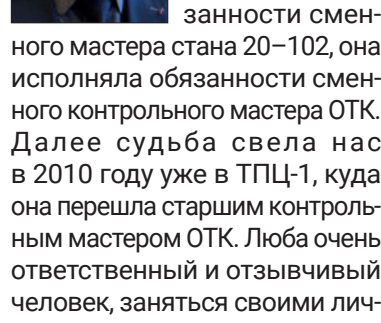 занности смен-
ного мастера стана 20–102, она
исполняла обязанности смен-
ного контрольного мастера ОТК.
Далее судьба свела нас
в 2010 году уже в ТПЦ-1, куда
она перешла старшим контроль-
ным мастером ОТК. Люба очень
ответственный и отзывчивый
человек, заняться своими лич-